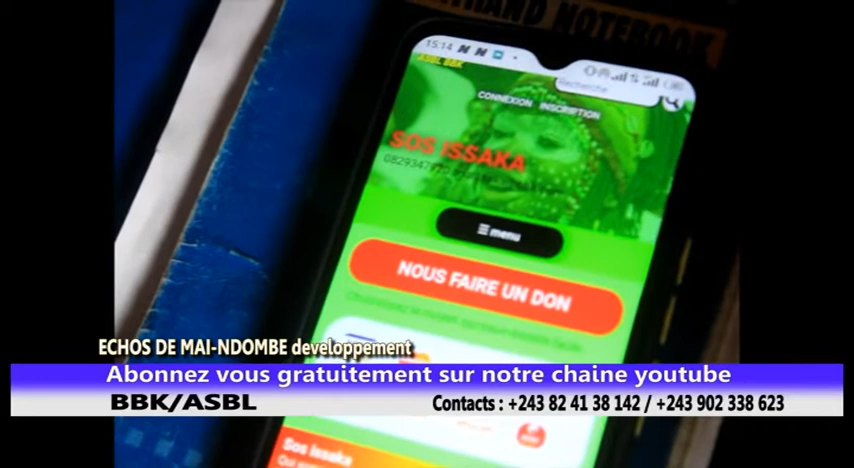 NOTEBOOK
15:14
ASBL BBK
Recherche
CONNEXION INSCRIPTION
SOS ISSAKA
menu
NOUS FAIRE UN DON
ECHOS DE MAI-NDOMBE developpement
Abonnez vous gratuitement sur notre chaine youtube
BBK/ASBL
Contacts : +243 82 41 38 142 / +243 902 338 623
Sos issaka
Qui